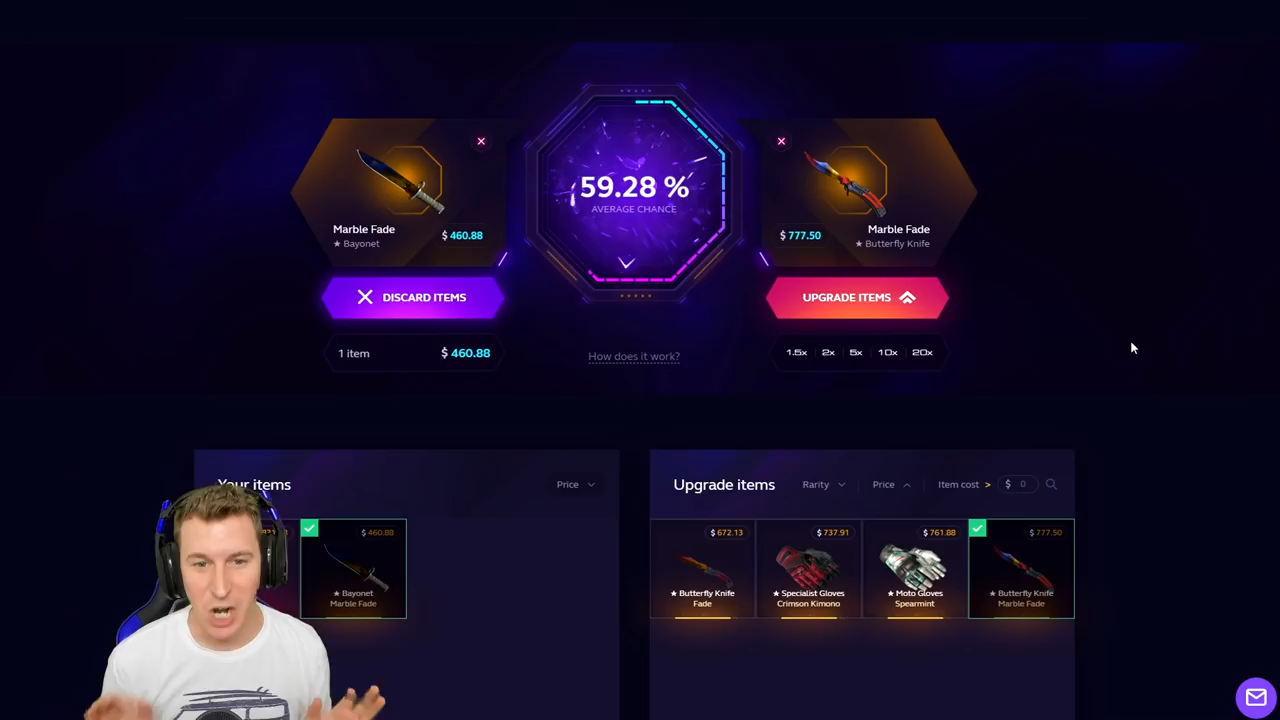 59.28 %
AVERAGE CHANCE
Marble Fade
★ Bayonet
$ 460.88
$ 777.50
Marble Fade
★ Butterfly Knife
DISCARD ITEMS
UPGRADE ITEMS
1 item
$ 460.88
How does it work?
1.5x
2x
5x
10x
20x
Your items
Price
Upgrade items
Rarity
Price
Item cost >
$ 0
$ 460.88
★ Bayonet
Marble Fade
$ 672.13
★ Butterfly Knife
Fade
$ 737.91
★ Specialist Gloves
Crimson Kimono
$ 761.88
★ Moto Gloves
Spearmint
$ 777.50
★ Butterfly Knife
Marble Fade